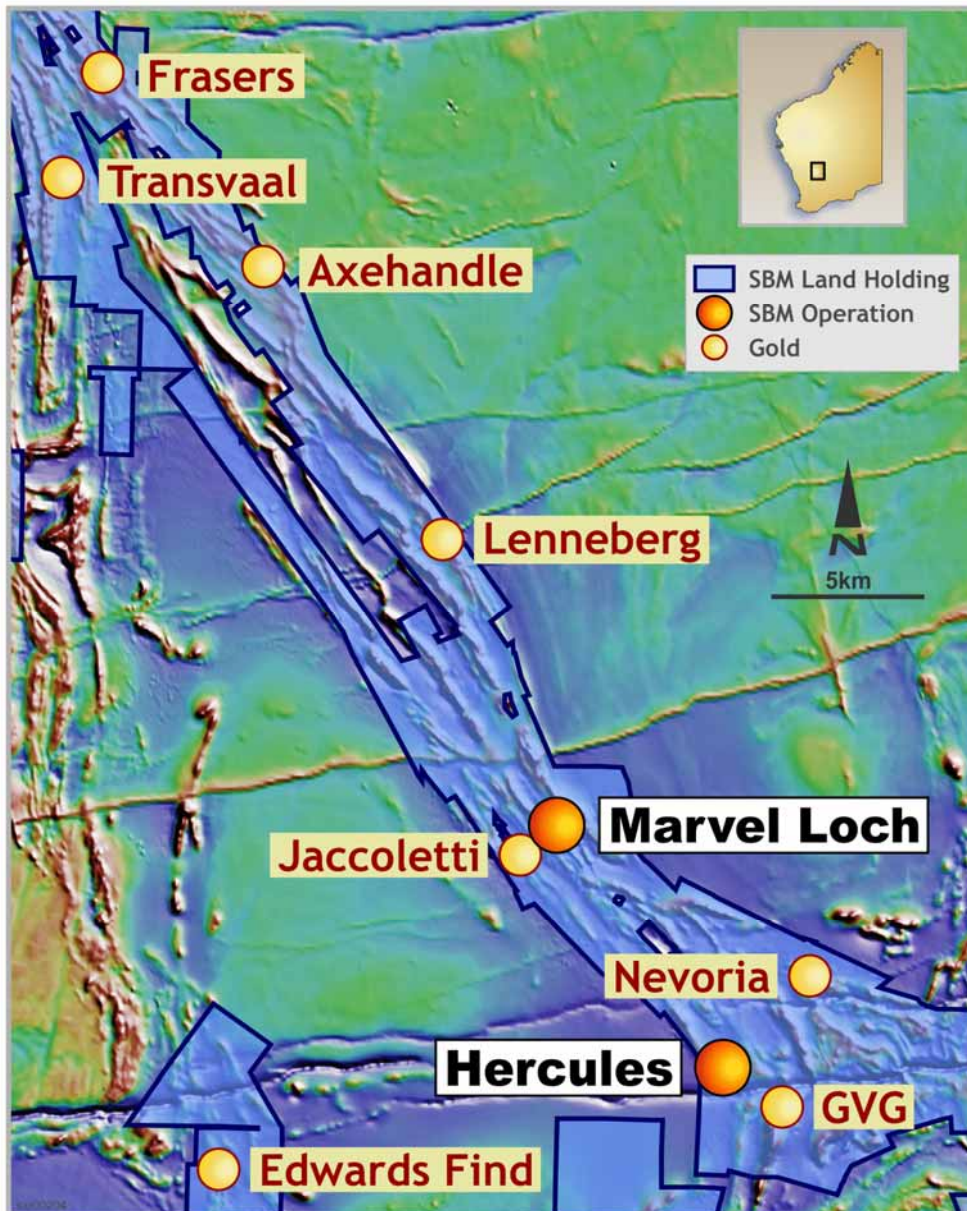 Frasers
Transvaal
Axehandle
SBM Land Holding
SBM Operation
Gold
Lenneberg
N
5km
Marvel Loch
Jaccoletti
Nevoria
Hercules
GVG
Edwards Find